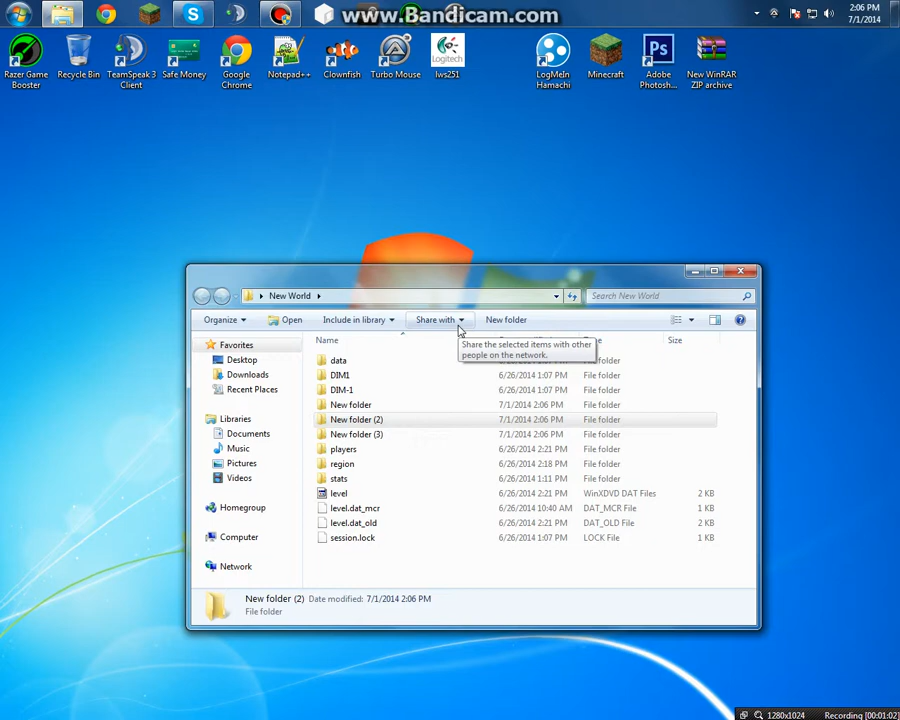 www.Bandicam.com
2:06 PM
7/1/2014
Razer Game Booster
Recycle Bin
TeamSpeak 3 Client
Safe Money
Google Chrome
Notepad++
Clownfish
Turbo Mouse
lws251
LogMeIn Hamachi
Minecraft
Adobe Photosh...
New WinRAR ZIP archive
New World
Search New World
Organize
Open
Include in library
Share with
New folder
Share the selected items with other
people on the network.
Name
Size
Favorites
Desktop
Downloads
Recent Places
Libraries
Documents
Music
Pictures
Videos
Homegroup
Computer
Network
data File folder
DIM1 6/26/2014 1:07 PM File folder
DIM-1 6/26/2014 1:07 PM File folder
New folder 7/1/2014 2:06 PM File folder
New folder (2) 7/1/2014 2:06 PM File folder
New folder (3) 7/1/2014 2:06 PM File folder
players 6/26/2014 2:21 PM File folder
region 6/26/2014 2:18 PM File folder
stats 6/26/2014 1:11 PM File folder
level 6/26/2014 2:21 PM WinXDVD DAT Files 2 KB
level.dat_mcr 6/26/2014 10:40 AM DAT_MCR File 1 KB
level.dat_old 6/26/2014 2:21 PM DAT_OLD File 2 KB
session.lock 6/26/2014 1:07 PM LOCK File 1 KB
New folder (2) Date modified: 7/1/2014 2:06 PM
File folder
1280x1024 Recording [00:01:02]